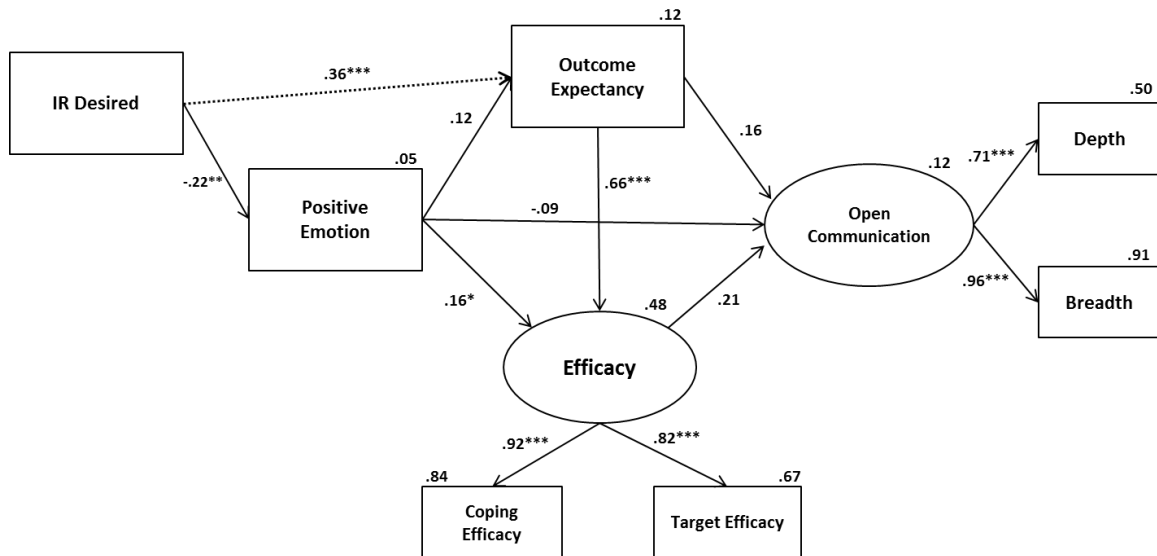 .12
IR Desired
.36***
Outcome
Expectancy
.50
Depth
.12
.16
.71***
.12
.05
-.22**
Positive
Emotion
.66***
-.09
Open
Communication
.91
.96***
Breadth
.16*
.48
.21
Efficacy
.92***
.82***
.84
.67
Coping
Efficacy
Target Efficacy